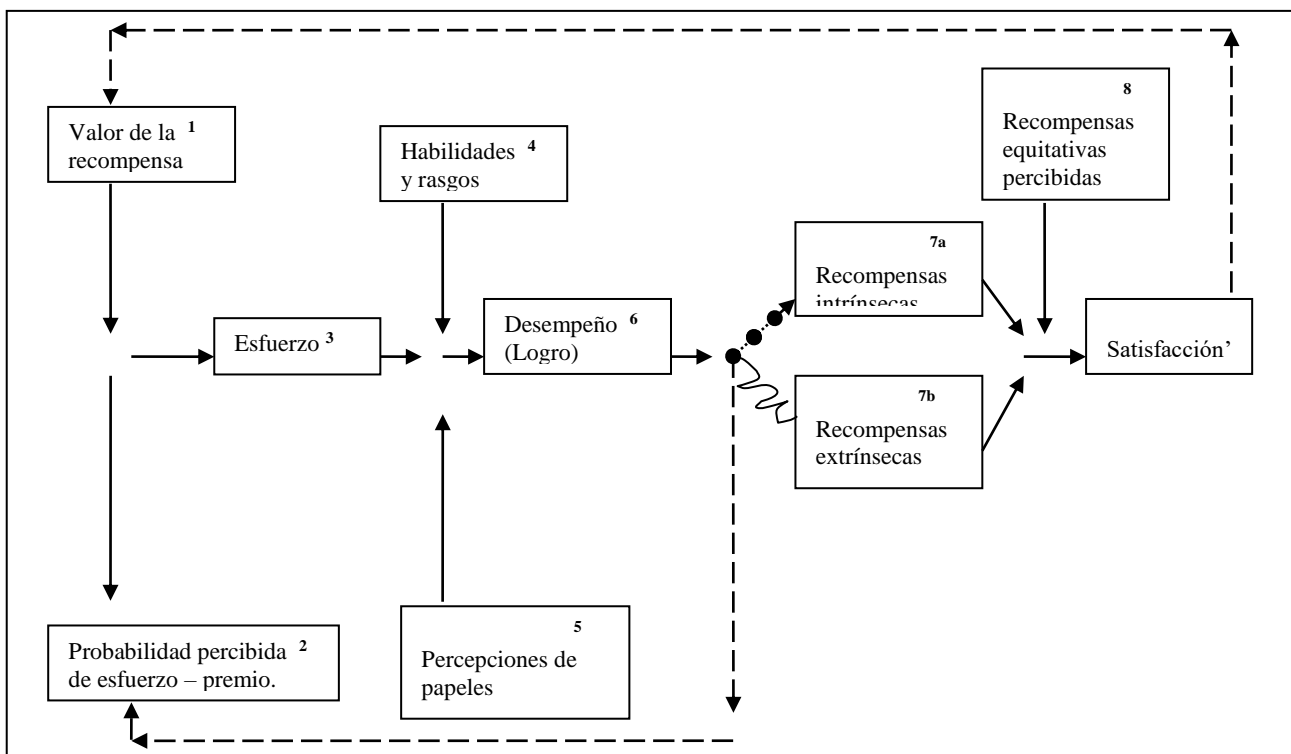 Valor de la 1
recompensa
Habilidades 4
y rasgos
8
Recompensas
equitativas
percibidas
7a
Recompensas
intrínsecas
Esfuerzo 3
Desempeño 6
(Logro)
Satisfacción’
7b
Recompensas
extrínsecas
Probabilidad percibida 2
de esfuerzo – premio.
5
Percepciones de
papeles